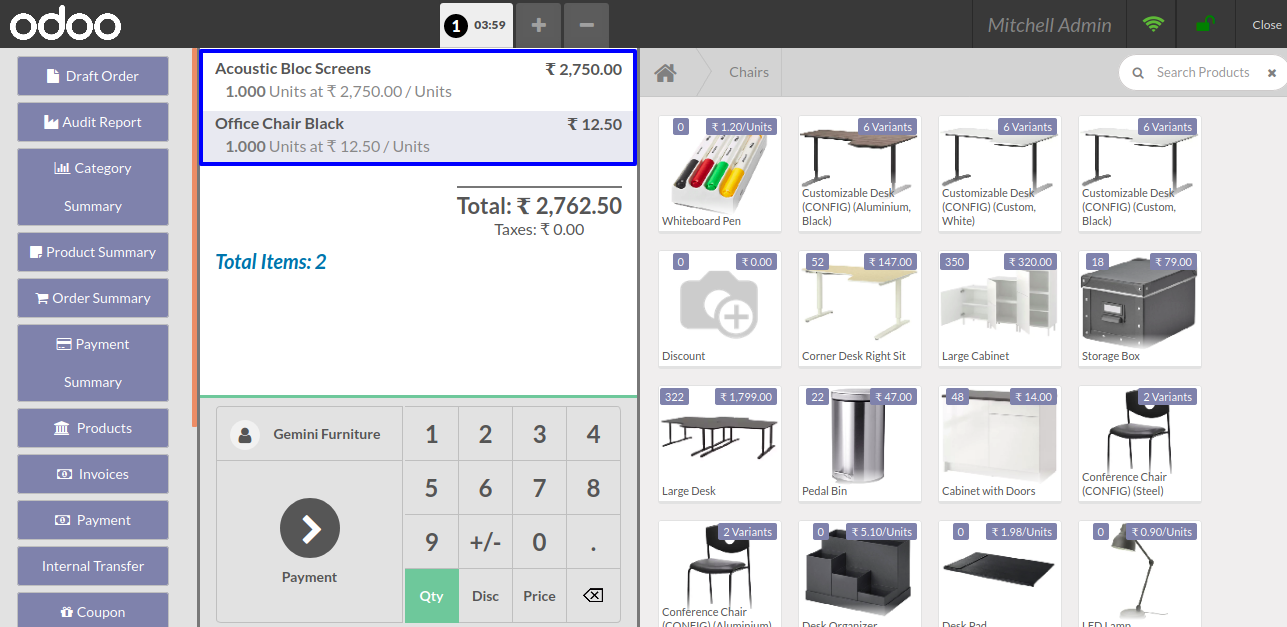 odoo
1 03:59
+
−
Mitchell Admin
Close
Draft Order
Audit Report
Category
Summary
Product Summary
Order Summary
Payment
Summary
Products
Invoices
Payment
Internal Transfer
Coupon
Acoustic Bloc Screens ₹ 2,750.00
1.000 Units at ₹ 2,750.00 / Units
Office Chair Black ₹ 12.50
1.000 Units at ₹ 12.50 / Units
Total: ₹ 2,762.50
Taxes: ₹ 0.00
Total Items: 2
Gemini Furniture
Payment
1 2 3 4
5 6 7 8
9 +/- 0 .
Qty Disc Price
Chairs
Search Products
0 ₹ 1.20/Units
Whiteboard Pen
6 Variants
Customizable Desk
(CONFIG) (Aluminium,
Black)
6 Variants
Customizable Desk
(CONFIG) (Custom,
White)
6 Variants
Customizable Desk
(CONFIG) (Custom,
Black)
0 ₹ 0.00
Discount
52 ₹ 147.00
Corner Desk Right Sit
350 ₹ 320.00
Large Cabinet
18 ₹ 79.00
Storage Box
322 ₹ 1,799.00
Large Desk
22 ₹ 47.00
Pedal Bin
48 ₹ 14.00
Cabinet with Doors
2 Variants
Conference Chair
(CONFIG) (Steel)
2 Variants
Conference Chair
(CONFIG) (Aluminium)
0 ₹ 5.10/Units
Desk Organizer
0 ₹ 1.98/Units
Desk Pad
0 ₹ 0.90/Units
LED Lamp